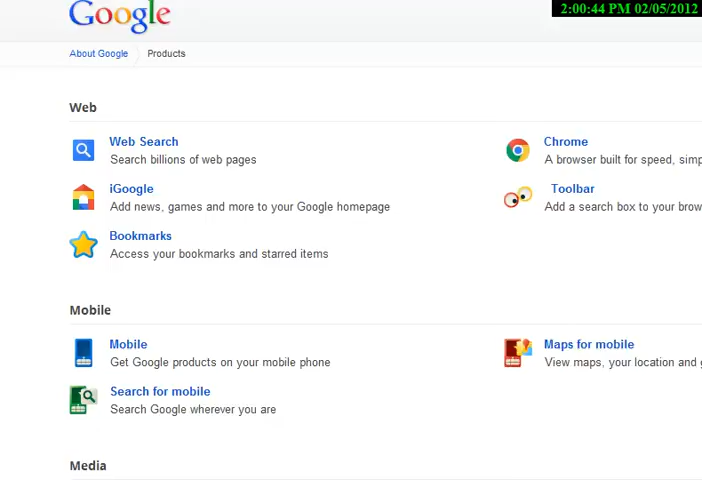 Google
2:00:44 PM 02/05/2012
About Google Products
Web
Web Search
Search billions of web pages
Chrome
A browser built for speed, simp
iGoogle
Add news, games and more to your Google homepage
Toolbar
Add a search box to your brow
Bookmarks
Access your bookmarks and starred items
Mobile
Mobile
Get Google products on your mobile phone
Maps for mobile
View maps, your location and g
Search for mobile
Search Google wherever you are
Media